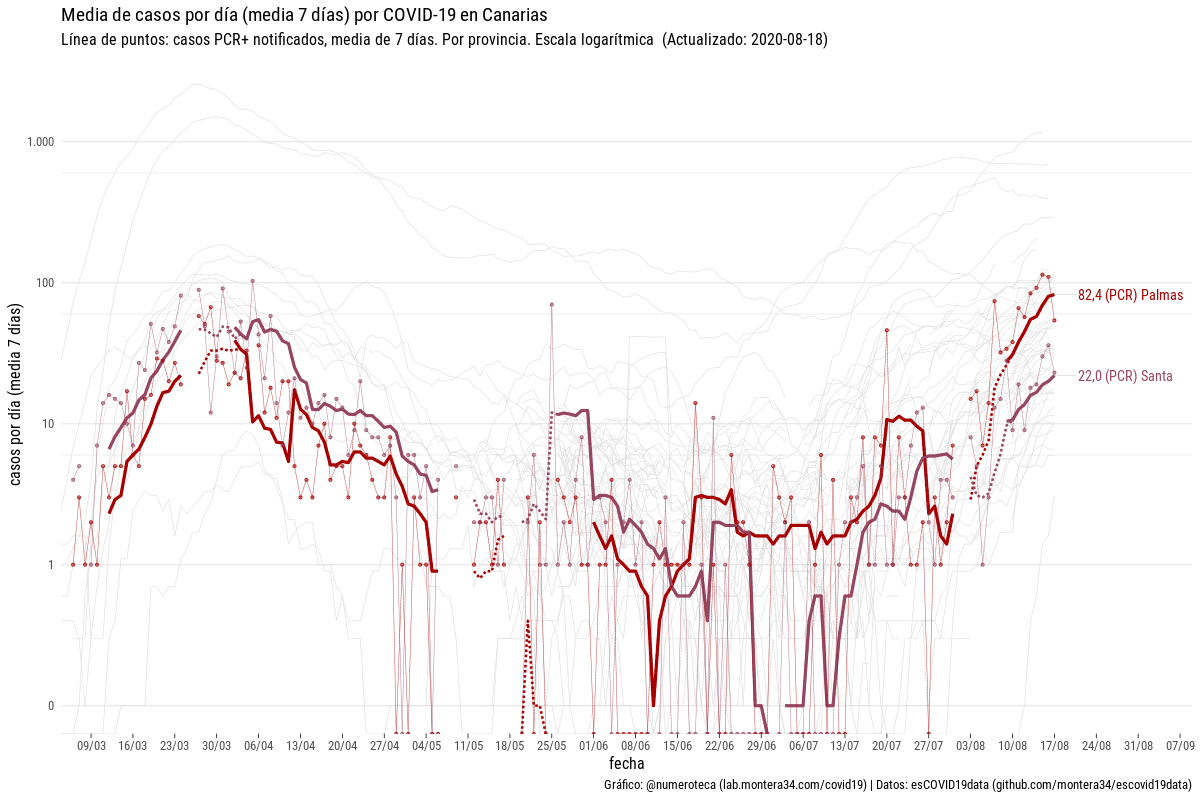 Media de casos por día (media 7 días) por COVID-19 en Canarias
Línea de puntos: casos PCR+ notificados, media de 7 días. Por provincia. Escala logarítmica (Actualizado: 2020-08-18)
casos por día (media 7 días)
1.000
100
10
1
0
82,4 (PCR) Palmas
22,0 (PCR) Santa
09/03 16/03 23/03 30/03 06/04 13/04 20/04 27/04 04/05 11/05 18/05 25/05 01/06 08/06 15/06 22/06 29/06 06/07 13/07 20/07 27/07 03/08 10/08 17/08 24/08 31/08 07/09
fecha
Gráfico: @numeroteca (lab.montera34.com/covid19) | Datos: esCOVID19data (github.com/montera34/escovid19data)